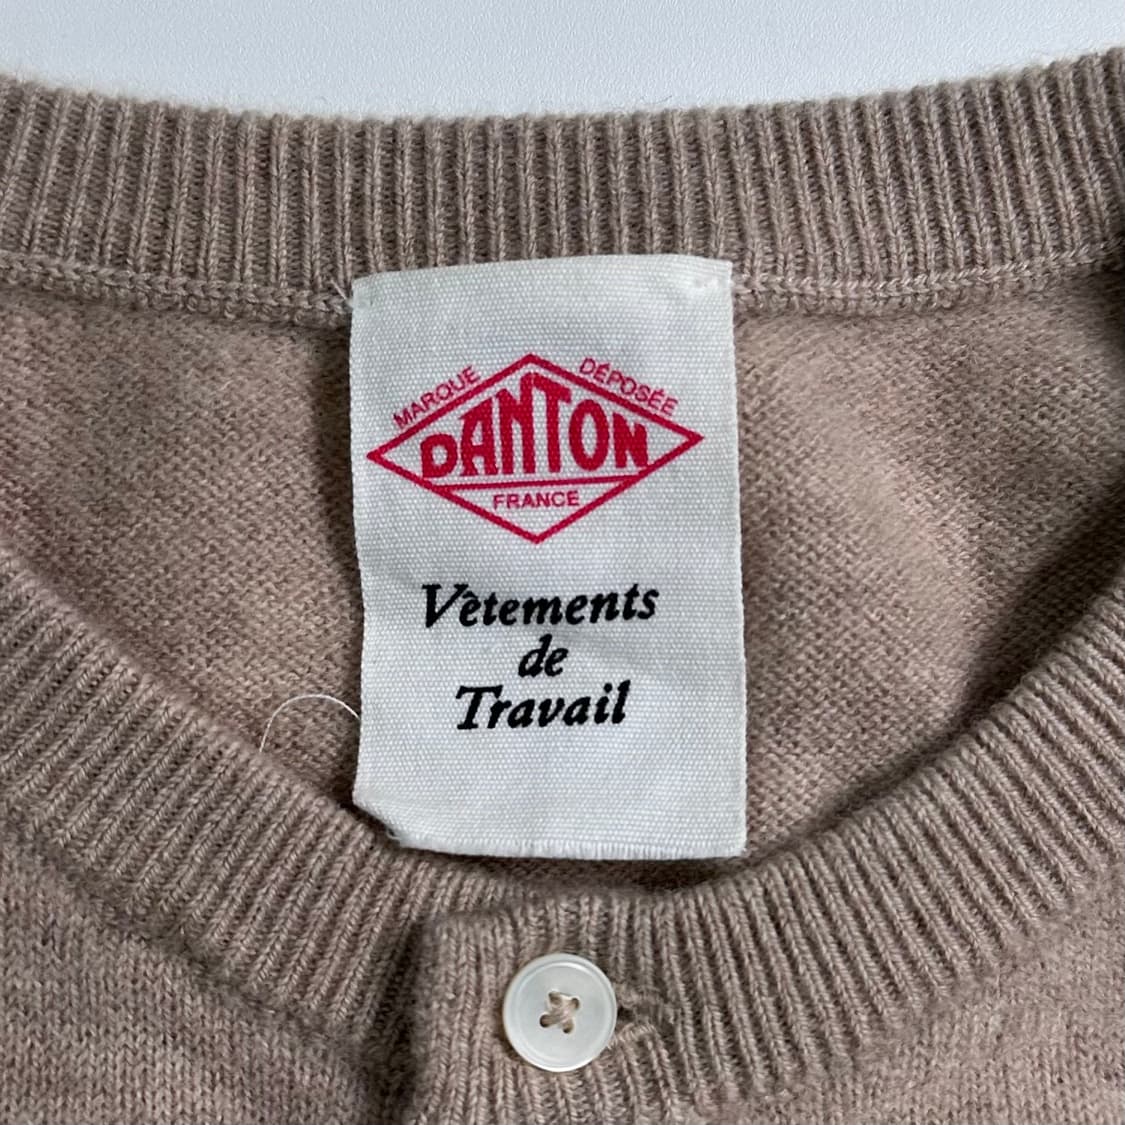 MARQUE DÉPOSÉE
DANTON
FRANCE
Vêtements
de
Travail